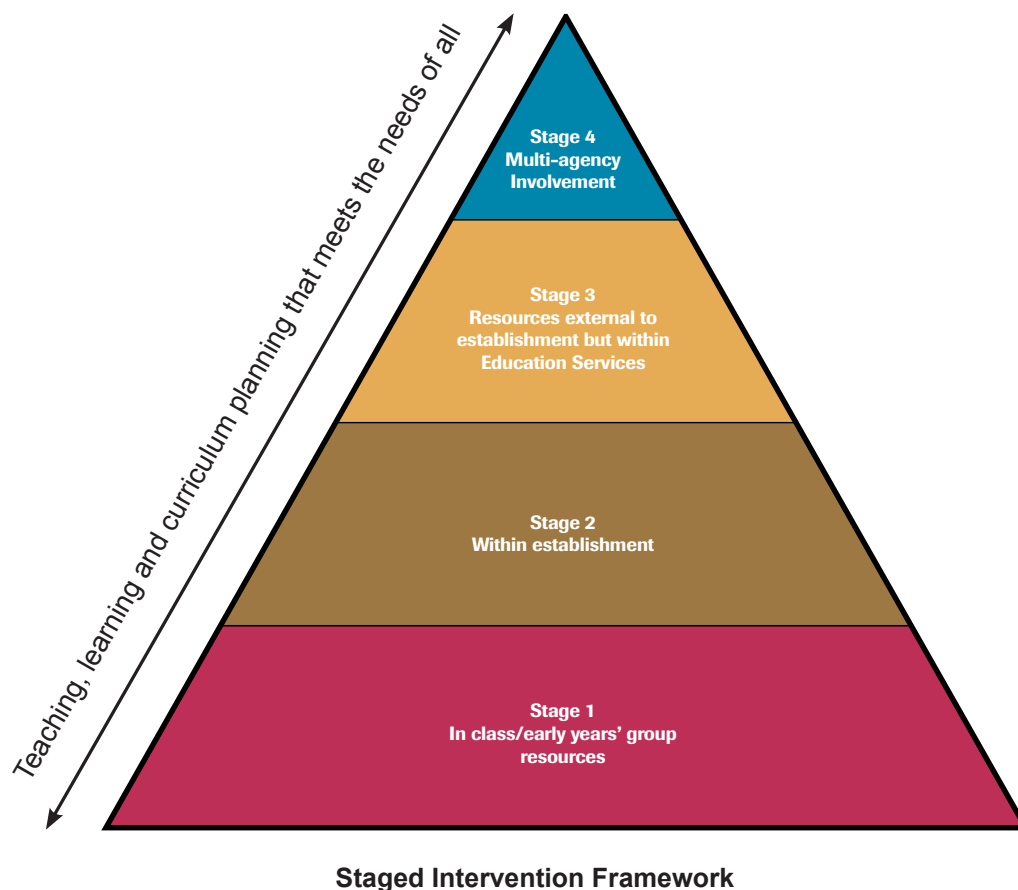 Teaching, learning and curriculum planning that meets the needs of all
Stage 4
Multi-agency
Involvement
Stage 3
Resources external to
establishment but within
Education Services
Stage 2
Within establishment
Stage 1
In class/early years’ group
resources
Staged Intervention Framework